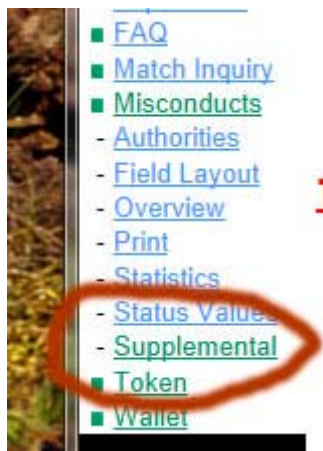 FAQ
Match Inquiry
Misconducts
- Authorities
- Field Layout
- Overview
- Print
- Statistics
- Status Values
- Supplemental
Token
Wallet